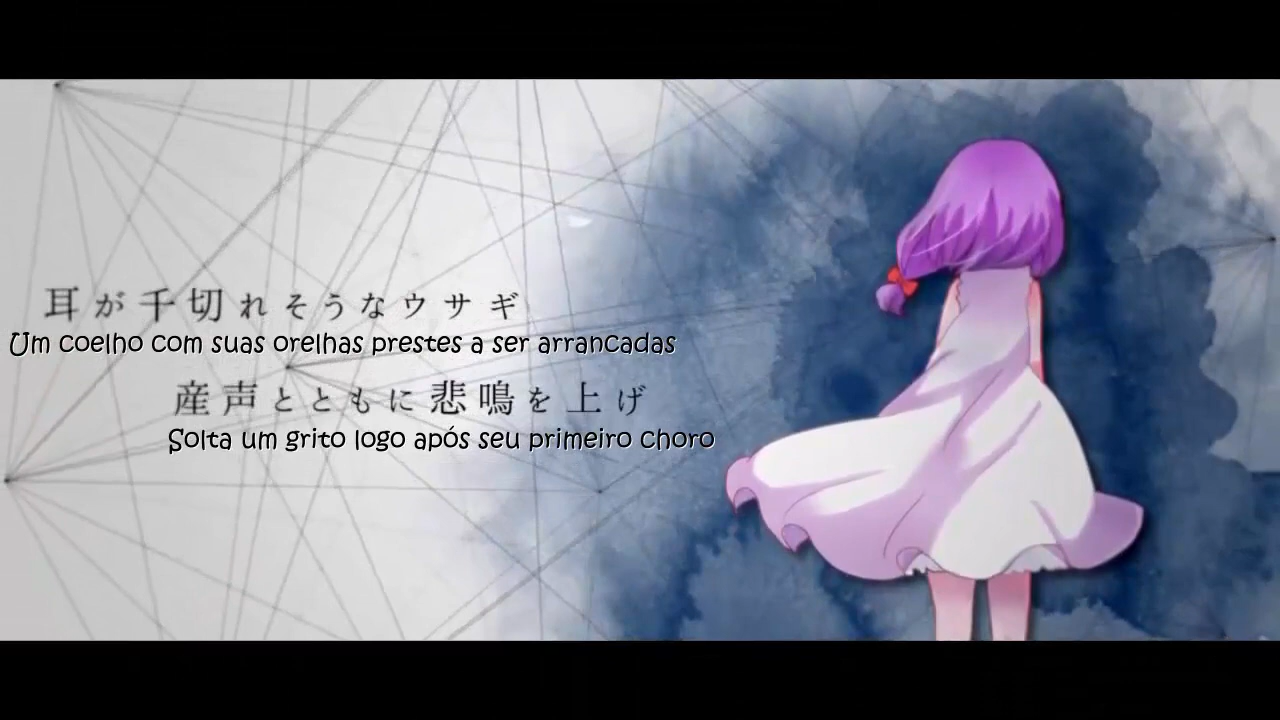 耳が千切れそうなウサギ
Um coelho com suas orelhas prestes a ser arrancadas
産声とともに悲鳴を上げ
Solta um grito logo após seu primeiro choro